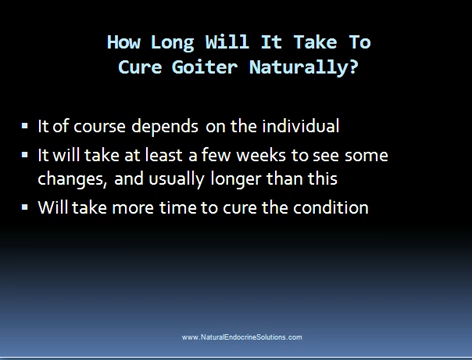 How Long Will It Take To
Cure Goiter Naturally?
▪ It of course depends on the individual
▪ It will take at least a few weeks to see some
changes, and usually longer than this
▪ Will take more time to cure the condition
www.NaturalEndocrineSolutions.com